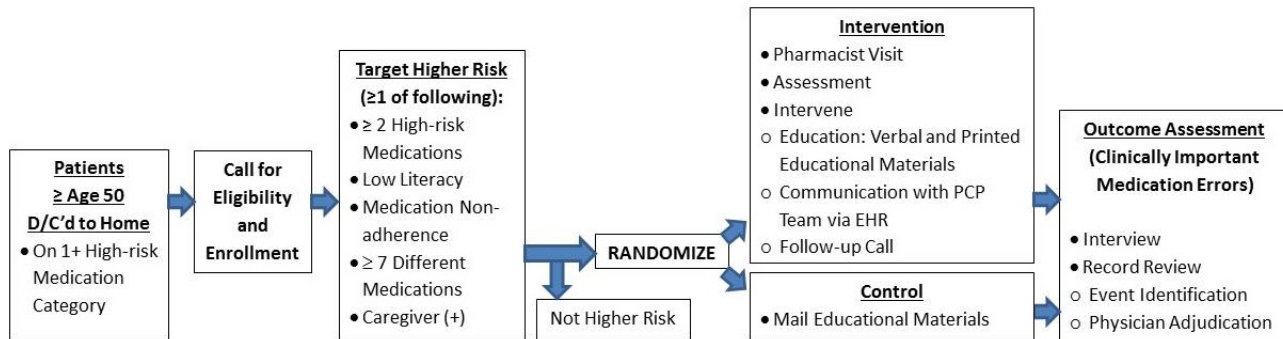 Patients
≥ Age 50
D/C'd to Home
● On 1+ High-risk
Medication
Category
Call for
Eligibility
and
Enrollment
Target Higher Risk
(≥1 of following):
● ≥ 2 High-risk
Medications
● Low Literacy
● Medication Non-
adherence
● ≥ 7 Different
Medications
● Caregiver (+)
Not Higher Risk
RANDOMIZE
Intervention
● Pharmacist Visit
● Assessment
● Intervene
○ Education: Verbal and Printed
Educational Materials
○ Communication with PCP
Team via EHR
○ Follow-up Call
Control
● Mail Educational Materials
Outcome Assessment
(Clinically Important
Medication Errors)
● Interview
● Record Review
○ Event Identification
○ Physician Adjudication